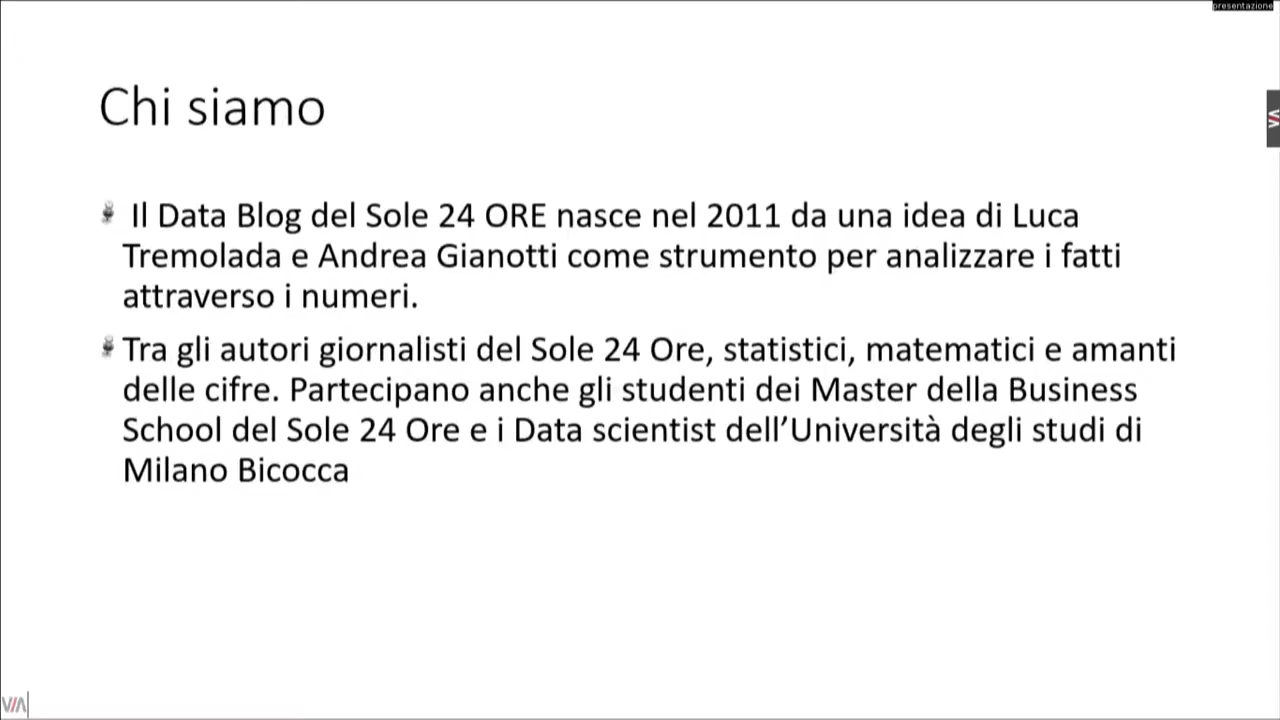 presentazione
Chi siamo
Il Data Blog del Sole 24 ORE nasce nel 2011 da una idea di Luca
Tremolada e Andrea Gianotti come strumento per analizzare i fatti
attraverso i numeri.
Tra gli autori giornalisti del Sole 24 Ore, statistici, matematici e amanti
delle cifre. Partecipano anche gli studenti dei Master della Business
School del Sole 24 Ore e i Data scientist dell’Università degli studi di
Milano Bicocca
VIA